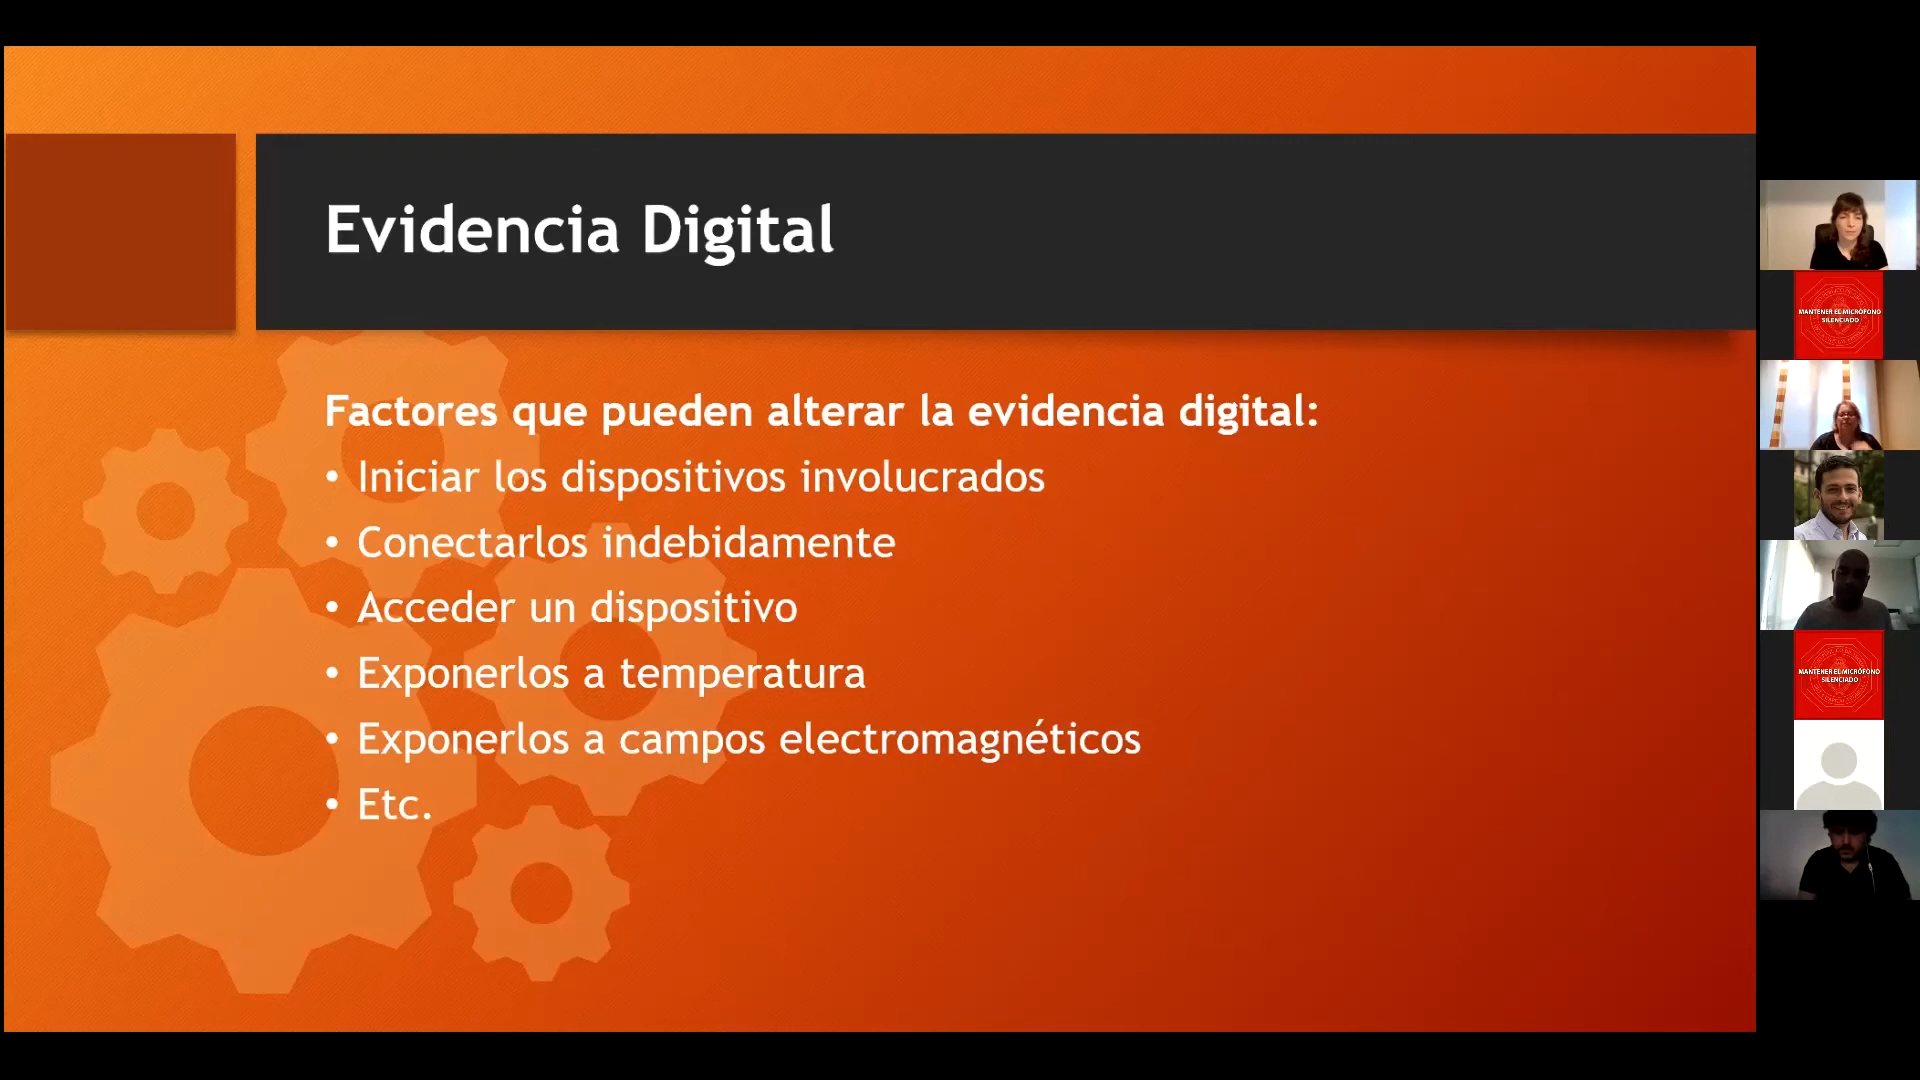 Evidencia Digital
Factores que pueden alterar la evidencia digital:
• Iniciar los dispositivos involucrados
• Conectarlos indebidamente
• Acceder un dispositivo
• Exponerlos a temperatura
• Exponerlos a campos electromagnéticos
• Etc.
MANTENER EL MICRÓFONO
SILENCIADO
MANTENER EL MICRÓFONO
SILENCIADO